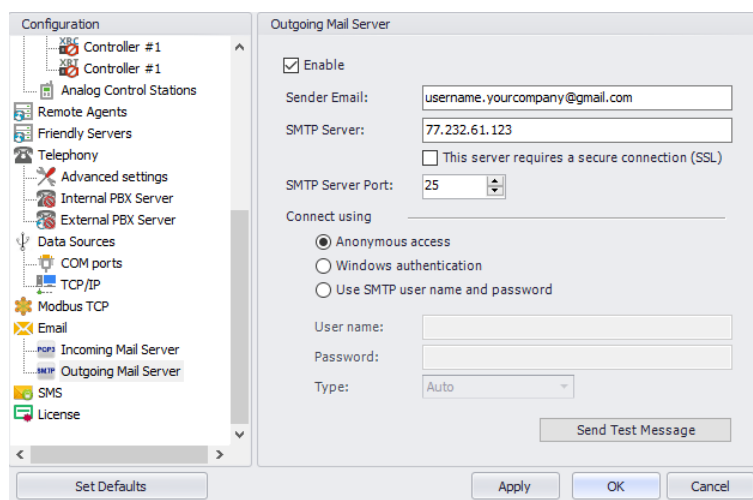 Configuration
XRC Controller #1
XRT Controller #1
Analog Control Stations
Remote Agents
Friendly Servers
Telephony
Advanced settings
Internal PBX Server
External PBX Server
Data Sources
COM ports
TCP/IP
Modbus TCP
Email
POP3 Incoming Mail Server
SMTP Outgoing Mail Server
SMS
License
Set Defaults
Outgoing Mail Server
Enable
Sender Email: username.yourcompany@gmail.com
SMTP Server: 77.232.61.123
This server requires a secure connection (SSL)
SMTP Server Port: 25
Connect using
Anonymous access
Windows authentication
Use SMTP user name and password
User name:
Password:
Type: Auto
Send Test Message
Apply OK Cancel